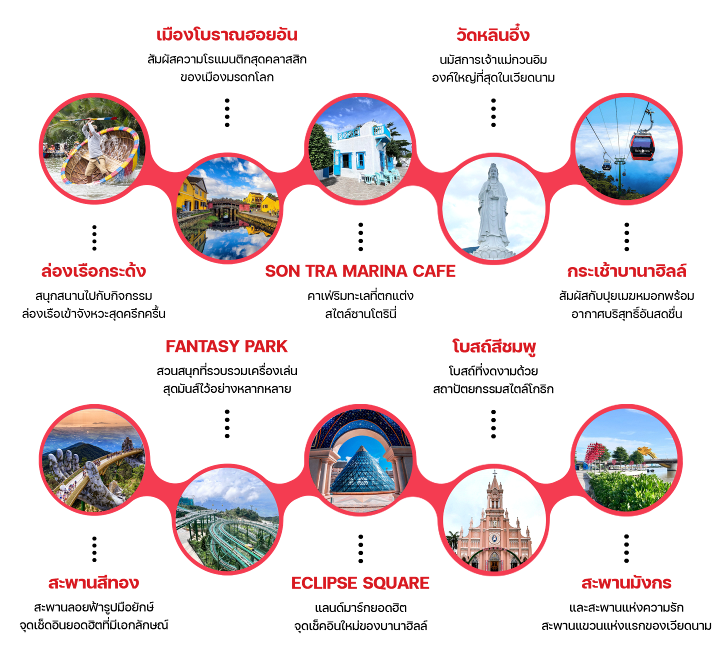 เมืองโบราณฮอยอัน
สัมผัสความโรแมนติกสุดคลาสสิก
ของเมืองมรดกโลก
วัดหลินอึ๋ง
นมัสการเจ้าแม่กวนอิม
องค์ใหญ่ที่สุดในเวียดนาม
ล่องเรือกระด้ง
สนุกสนานไปกับกิจกรรม
ล่องเรือเข้าจังหวะสุดครึกครื้น
SON TRA MARINA CAFE
คาเฟ่ริมทะเลที่ตกแต่ง
สไตล์ซานโตรินี่
กระเช้าบานาฮิลล์
สัมผัสกับปุยเมฆหมอกพร้อม
อากาศบริสุทธิ์อันสดชื่น
FANTASY PARK
สวนสนุกที่รวบรวมเครื่องเล่น
สุดมันส์ไว้อย่างหลากหลาย
โบสถ์สีชมพู
โบสถ์ที่งดงามด้วย
สถาปัตยกรรมสไตล์โกธิก
สะพานสีทอง
สะพานลอยฟ้ารูปมือยักษ์
จุดเช็ดอินยอดฮิตที่มีเอกลักษณ์
ECLIPSE SQUARE
แลนด์มาร์กยอดฮิต
จุดเช็คอินใหม่ของบานาฮิลล์
สะพานมังกร
และสะพานแห่งความรัก
สะพานแขวนแห่งแรกของเวียดนาม